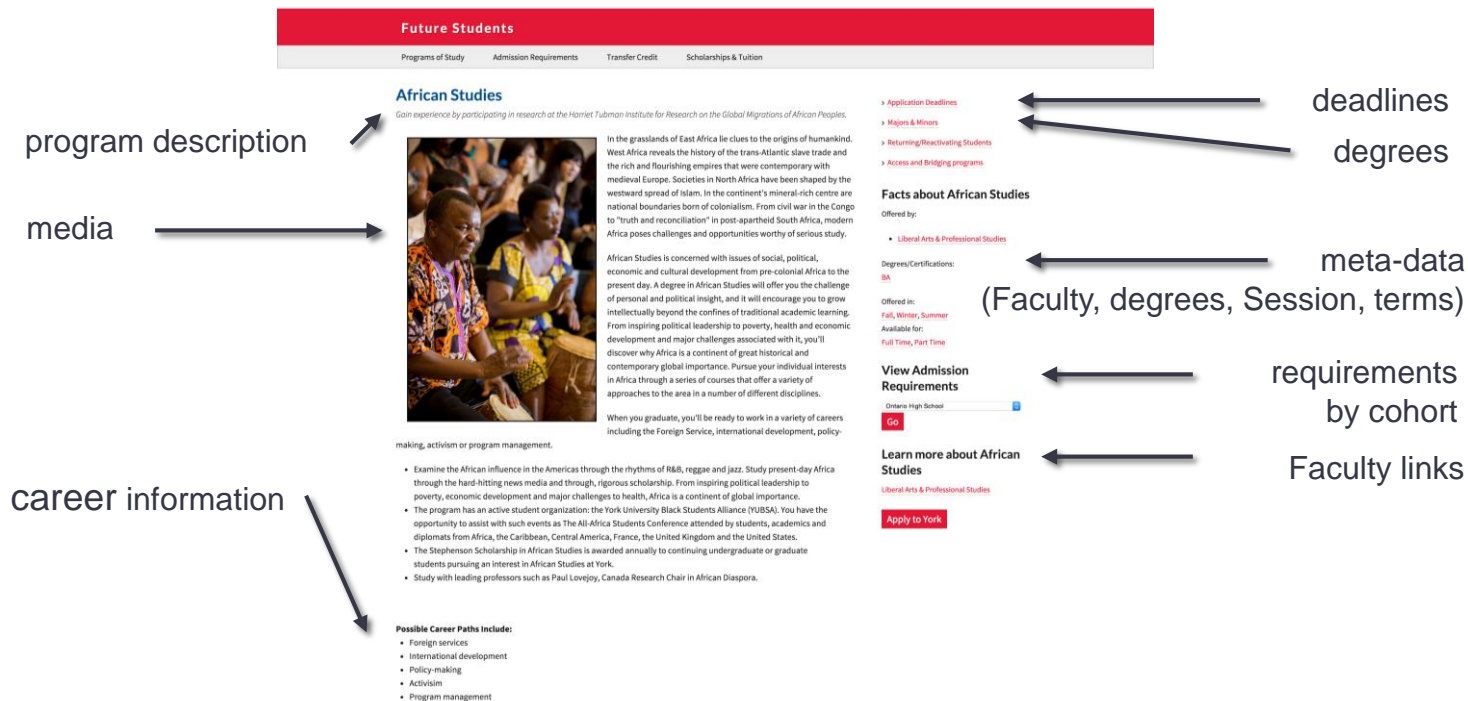 Future Students
Programs of Study Admission Requirements Transfer Credit Scholarships & Tuition
African Studies
Gain experience by participating in research at the Harriet Tubman Institute for Research on the Global Migrations of African Peoples.
In the grasslands of East Africa lie clues to the origins of humankind.
West Africa reveals the history of the trans-Atlantic slave trade and
the rich and flourishing empires that were contemporary with
medieval Europe. Societies in North Africa have been shaped by the
westward spread of Islam. In the continent's mineral-rich centre are
national boundaries born of colonialism. From civil war in the Congo
to "truth and reconciliation" in post-apartheid South Africa, modern
Africa poses challenges and opportunities worthy of serious study.
African Studies is concerned with issues of social, political,
economic and cultural development from pre-colonial Africa to the
present day. A degree in African Studies will offer you the challenge
of personal and political insight, and it will encourage you to grow
intellectually beyond the confines of traditional academic learning.
From inspiring political leadership to poverty, health and economic
development and major challenges associated with it, you'll
discover why Africa is a continent of great historical and
contemporary global importance. Pursue your individual interests
in Africa through a series of courses that offer a variety of
approaches to the area in a number of different disciplines.
When you graduate, you'll be ready to work in a variety of careers
including the Foreign Service, international development, policy-
making, activism or program management.
• Examine the African influence in the Americas through the rhythms of R&B, reggae and jazz. Study present-day Africa
through the hard-hitting news media and through, rigorous scholarship. From inspiring political leadership to
poverty, economic development and major challenges to health, Africa is a continent of global importance.
• The program has an active student organization: the York University Black Students Alliance (YUBSA). You have the
opportunity to assist with such events as The All-Africa Students Conference attended by students, academics and
diplomats from Africa, the Caribbean, Central America, France, the United Kingdom and the United States.
• The Stephenson Scholarship in African Studies is awarded annually to continuing undergraduate or graduate
students pursuing an interest in African Studies at York.
• Study with leading professors such as Paul Lovejoy, Canada Research Chair in African Diaspora.
Possible Career Paths Include:
• Foreign services
• International development
• Policy-making
• Activisim
• Program management
> Application Deadlines
> Majors & Minors
> Returning/Reactivating Students
> Access and Bridging programs
Facts about African Studies
Offered by:
• Liberal Arts & Professional Studies
Degrees/Certifications:
BA
Offered in:
Fall, Winter, Summer
Available for:
Full Time, Part Time
View Admission
Requirements
Ontario High School
Go
Learn more about African
Studies
Liberal Arts & Professional Studies
Apply to York
program description
media
career information
deadlines
degrees
meta-data
(Faculty, degrees, Session, terms)
requirements
by cohort
Faculty links